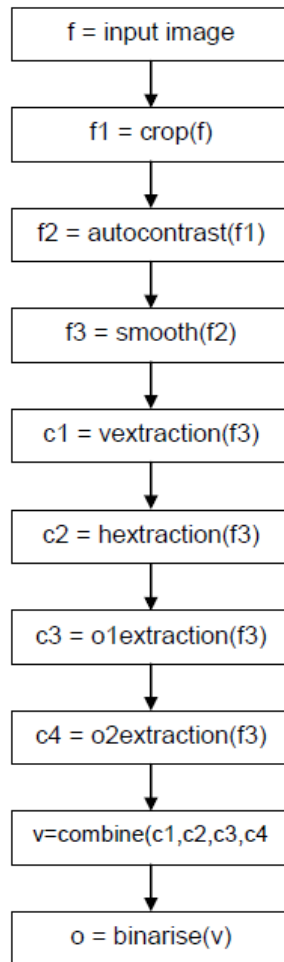 f = input image
f1 = crop(f)
f2 = autocontrast(f1)
f3 = smooth(f2)
c1 = vextraction(f3)
c2 = hextraction(f3)
c3 = o1extraction(f3)
c4 = o2extraction(f3)
v=combine(c1,c2,c3,c4
o = binarise(v)